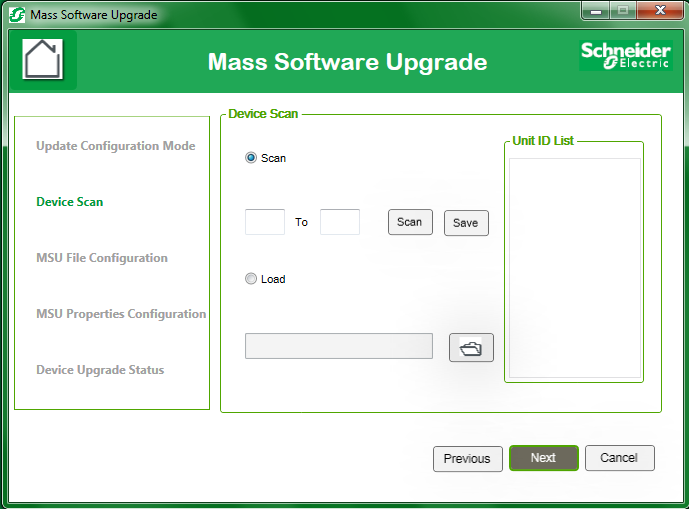 Mass Software Upgrade
Mass Software Upgrade
Schneider
Electric
Update Configuration Mode
Device Scan
MSU File Configuration
MSU Properties Configuration
Device Upgrade Status
Device Scan
Scan
To
Scan
Save
Load
Unit ID List
Previous
Next
Cancel